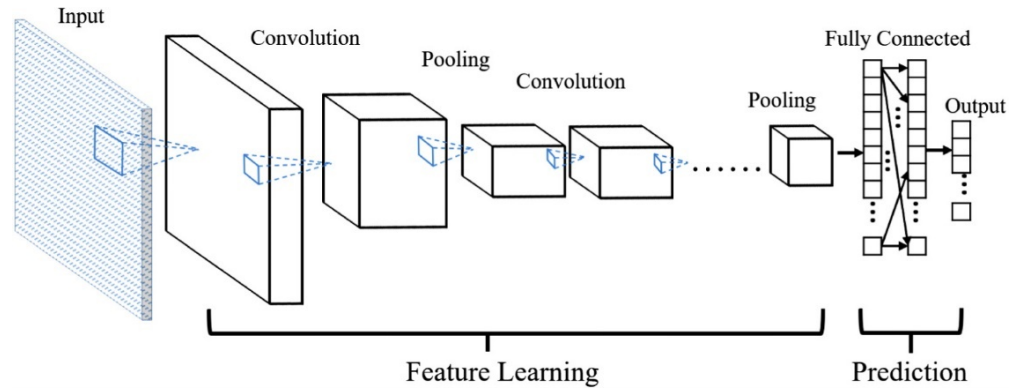 Input
Convolution
Pooling
Convolution
Pooling
Fully Connected
Output
Feature Learning
Prediction